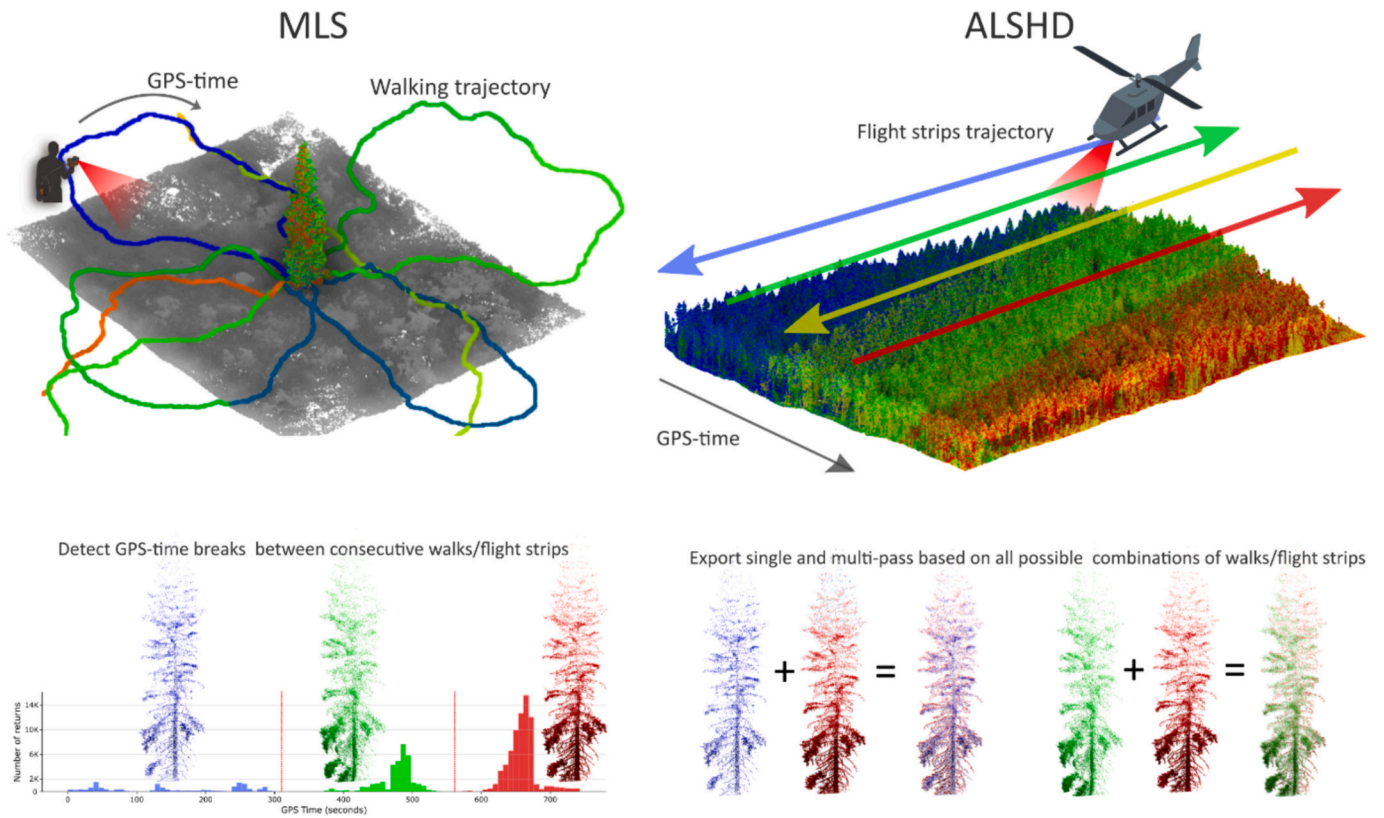 MLS
ALSHD
GPS-time
Walking trajectory
Flight strips trajectory
GPS-time
Detect GPS-time breaks between consecutive walks/flight strips
Number of returns
14K
10K
6K
2K
0
0 100 200 300 400 500 600 700
GPS Time (seconds)
Export single and multi-pass based on all possible combinations of walks/flight strips
+ =
+ =